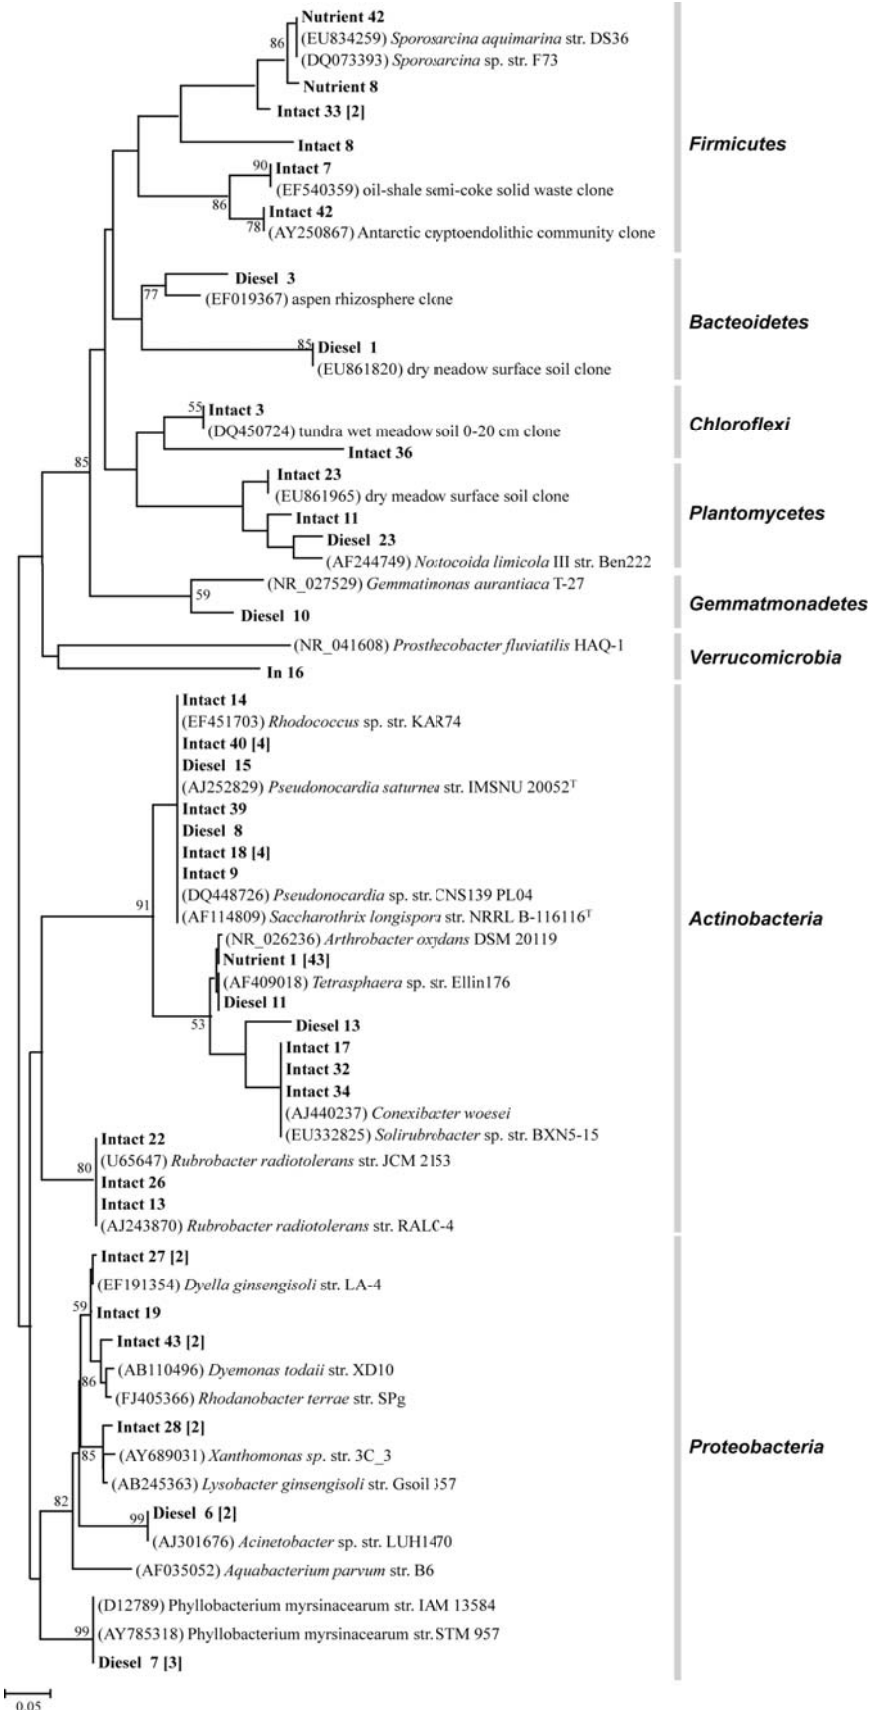 Nutrient 42
86
(EU834259) Sporosarcina aquimarina str. DS36
(DQ073393) Sporosarcina sp. str. F73
Nutrient 8
Intact 33 [2]
Firmicutes
Intact 8
90
Intact 7
(EF540359) oil-shale semi-coke solid waste clone
86
Intact 42
78
(AY250867) Antarctic cryptoendolithic community clone
Diesel 3
77
(EF019367) aspen rhizosphere clone
Bacteoidetes
85
Diesel 1
(EU861820) dry meadow surface soil clone
55
Intact 3
Chloroflexi
(DQ450724) tundra wet meadow soil 0-20 cm clone
Intact 36
85
Intact 23
(EU861965) dry meadow surface soil clone
Plantomycetes
Intact 11
Diesel 23
(AF244749) Nostocoida limicola III str. Ben222
(NR_027529) Gemmatimonas aurantiaca T-27
59
Gemmatmonadetes
Diesel 10
(NR_041608) Prosthecobacter fluviatilis HAQ-1
Verrucomicrobia
In 16
Intact 14
(EF451703) Rhodococcus sp. str. KAR74
Intact 40 [4]
Diesel 15
(AJ252829) Pseudonocardia saturnea str. IMSNU 20052T
Intact 39
Diesel 8
Intact 18 [4]
Intact 9
(DQ448726) Pseudonocardia sp. str. CNS139 PL04
91
(AF114809) Saccharothrix longispora str. NRRL B-116116T
Actinobacteria
(NR_026236) Arthrobacter oxydans DSM 20119
Nutrient 1 [43]
(AF409018) Tetrasphaera sp. str. Ellin176
Diesel 11
53
Diesel 13
Intact 17
Intact 32
Intact 34
(AJ440237) Conexibacter woesei
(EU332825) Solirubrobacter sp. str. BXN5-15
Intact 22
80
(U65647) Rubrobacter radiotolerans str. JCM 2153
Intact 26
Intact 13
(AJ243870) Rubrobacter radiotolerans str. RALC-4
Intact 27 [2]
(EF191354) Dyella ginsengisoli str. LA-4
59
Intact 19
Intact 43 [2]
(AB110496) Dyemonas todaii str. XD10
86
(FJ405366) Rhodanobacter terrae str. SPg
Intact 28 [2]
Proteobacteria
85
(AY689031) Xanthomonas sp. str. 3C_3
(AB245363) Lysobacter ginsengisoli str. Gsoil 357
82
99
Diesel 6 [2]
(AJ301676) Acinetobacter sp. str. LUH1470
(AF035052) Aquabacterium parvum str. B6
(D12789) Phyllobacterium myrsinacearum str. IAM 13584
99
(AY785318) Phyllobacterium myrsinacearum str. STM 957
Diesel 7 [3]
0.05